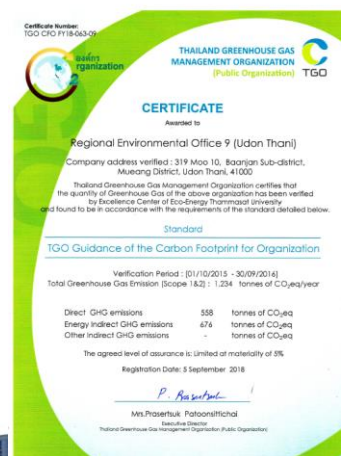 Certificate Number:
TGO CFO FY18-063-09
องค์กร
rganization
2
THAILAND GREENHOUSE GAS
MANAGEMENT ORGANIZATION
(Public Organization)
TGO
CERTIFICATE
Awarded to
Regional Environmental Office 9 (Udon Thani)
Company address verified : 319 Moo 10, Baanjan Sub-district,
Mueang District, Udon Thani, 41000
Thailand Greenhouse Gas Management Organization certifies that
the quantity of Greenhouse Gas of the above organization has been verified
by Excellence Center of Eco-Energy Thammasat University
and found to be in accordance with the requirements of the standard detailed below.
Standard
TGO Guidance of the Carbon Footprint for Organization
Verification Period : [01/10/2015 - 30/09/2016]
Total Greenhouse Gas Emission (Scope 1&2) : 1,234 tonnes of CO₂eq/year
Direct GHG emissions 558 tonnes of CO₂eq
Energy Indirect GHG emissions 676 tonnes of CO₂eq
Other Indirect GHG emissions - tonnes of CO₂eq
The agreed level of assurance is: Limited at materiality of 5%
Registration Date: 5 September 2018
P. Prasertsuk
Mrs.Prasertsuk Patoonsittichai
Executive Director
Thailand Greenhouse Gas Management Organization (Public Organization)